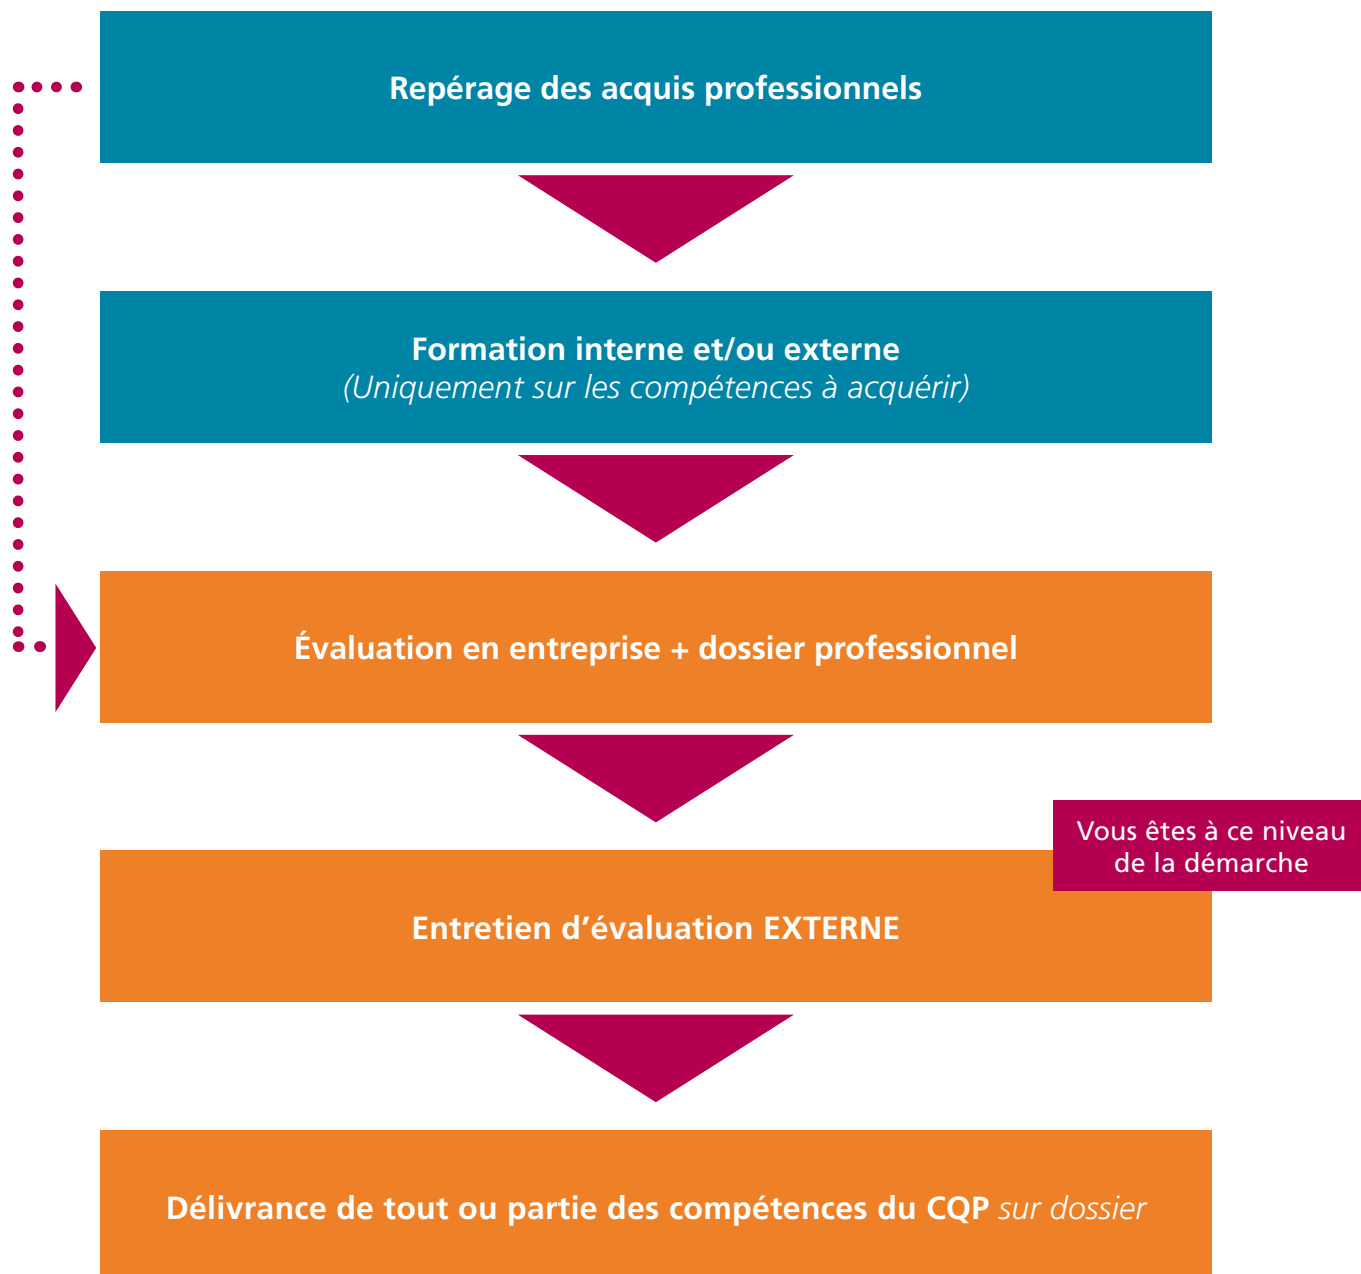 Repérage des acquis professionnels
Formation interne et/ou externe
(Uniquement sur les compétences à acquérir)
Évaluation en entreprise + dossier professionnel
Vous êtes à ce niveau
de la démarche
Entretien d’évaluation EXTERNE
Délivrance de tout ou partie des compétences du CQP sur dossier